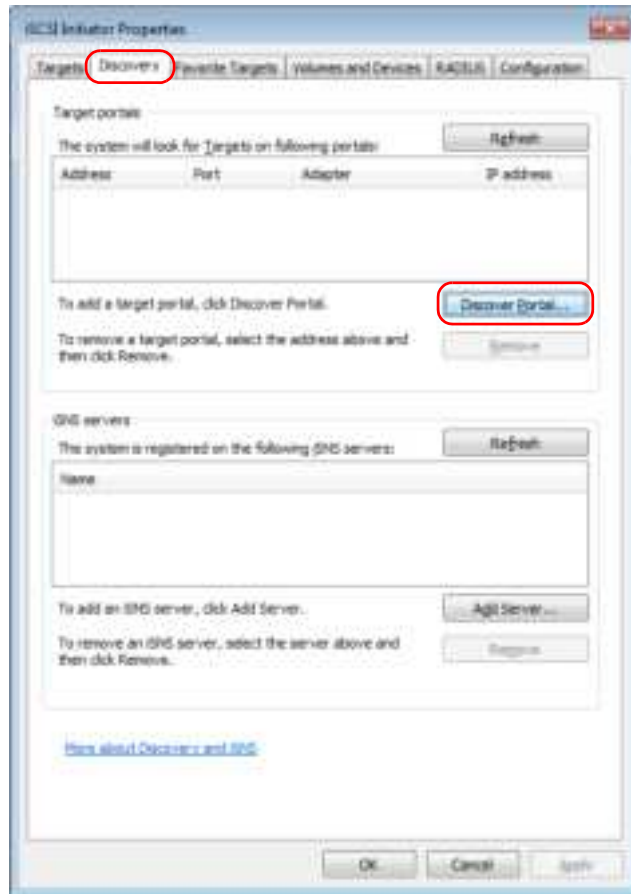 iSCSI Initiator Properties
Targets Discovery Favorite Targets Volumes and Devices RADIUS Configuration
Target portals
The system will look for Targets on following portals: Refresh
Address Port Adapter IP address
To add a target portal, click Discover Portal. Discover Portal...
To remove a target portal, select the address above and then click Remove. Remove
iSNS servers
The system is registered on the following iSNS servers: Refresh
Name
To add an iSNS server, click Add Server. Add Server...
To remove an iSNS server, select the server above and then click Remove. Remove
More about Discovery and iSNS
OK Cancel Apply